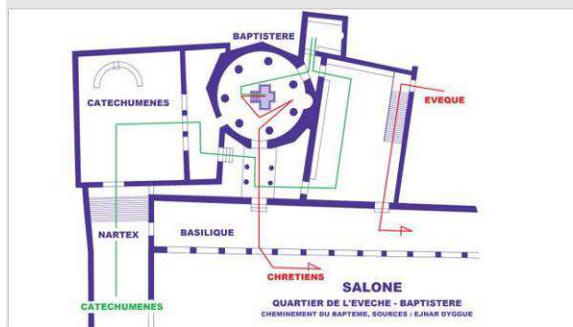 BAPTISTERE
CATECHUMENES
EVEQUE
NARTEX
BASILIQUE
CHRETIENS
CATECHUMENES
SALONE
QUARTIER DE L'EVECHE - BAPTISTERE
CHEMINEMENT DU BAPTEME, SOURCES : EJNAR DYGGUE